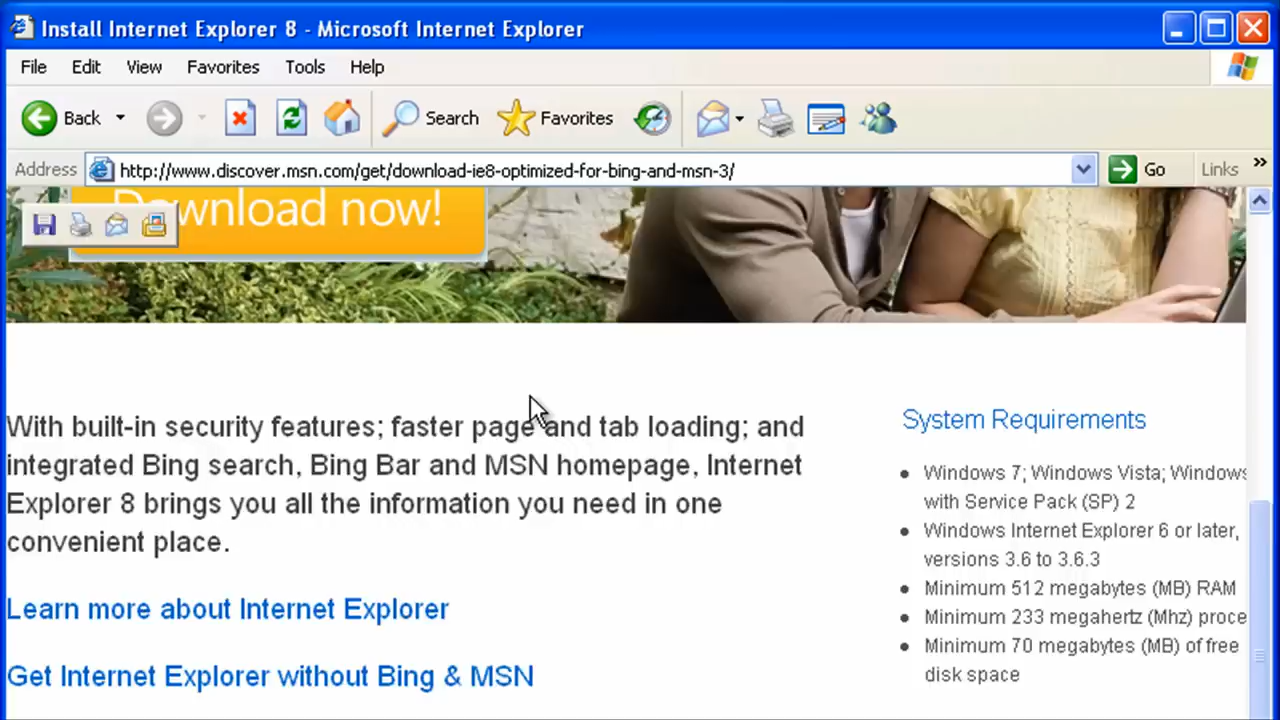 Install Internet Explorer 8 - Microsoft Internet Explorer
File Edit View Favorites Tools Help
Back Search Favorites
Address http://www.discover.msn.com/get/download-ie8-optimized-for-bing-and-msn-3/ Go Links »
Download now!
With built-in security features; faster page and tab loading; and
integrated Bing search, Bing Bar and MSN homepage, Internet
Explorer 8 brings you all the information you need in one
convenient place.
Learn more about Internet Explorer
Get Internet Explorer without Bing & MSN
System Requirements
Windows 7; Windows Vista; Windows
with Service Pack (SP) 2
Windows Internet Explorer 6 or later,
versions 3.6 to 3.6.3
Minimum 512 megabytes (MB) RAM
Minimum 233 megahertz (Mhz) proce
Minimum 70 megabytes (MB) of free
disk space